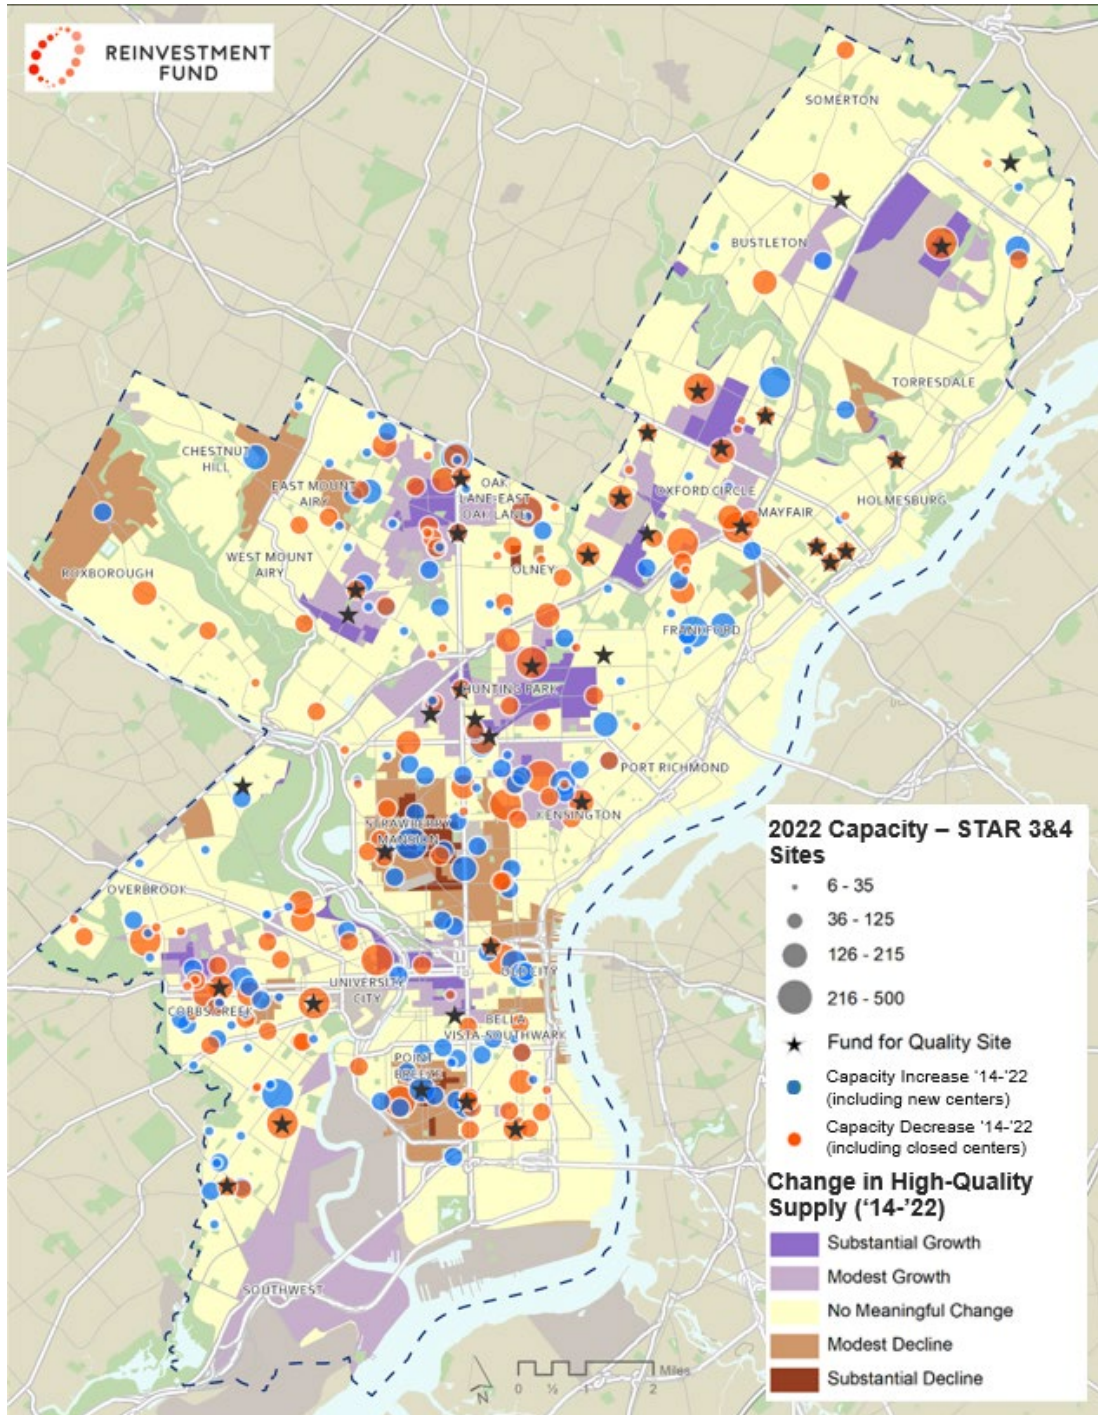 REINVESTMENT
FUND
SOMERTON
BUSTLETON
TORRESDALE
CHESTNUT
HILL
EAST MOUNT
AIRY
OAK
LANE-EAST
OAK LANE
OXFORD CIRCLE
HOLMESBURG
MAYFAIR
WEST MOUNT
AIRY
ROXBOROUGH
OLNEY
FRANKFORD
HUNTING PARK
PORT RICHMOND
KENSINGTON
STRAWBERRY
MANSION
OVERBROOK
OLD CITY
UNIVERSITY
CITY
COBBS CREEK
BELLA
VISTA-SOUTHWARK
POINT
BREEZE
SOUTHWEST
2022 Capacity – STAR 3&4
Sites
6 - 35
36 - 125
126 - 215
216 - 500
Fund for Quality Site
Capacity Increase '14-'22
(including new centers)
Capacity Decrease '14-'22
(including closed centers)
Change in High-Quality
Supply ('14-'22)
Substantial Growth
Modest Growth
No Meaningful Change
Modest Decline
Substantial Decline
N
0 ½ 1 2 Miles